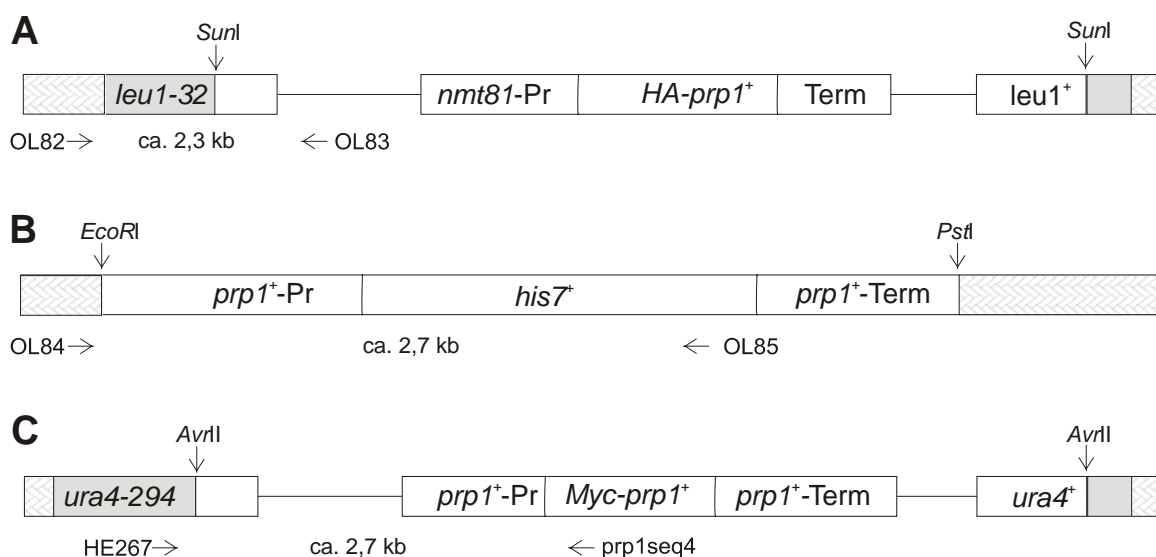 A
SunI SunI
leu1-32 nmt81-Pr HA-prp1+ Term leu1+
OL82 ca. 2,3 kb OL83
B
EcoRI PstI
prp1+-Pr his7+ prp1+-Term
OL84 ca. 2,7 kb OL85
C
AvrII AvrII
ura4-294 prp1+-Pr Myc-prp1+ prp1+-Term ura4+
HE267 ca. 2,7 kb prp1seq4